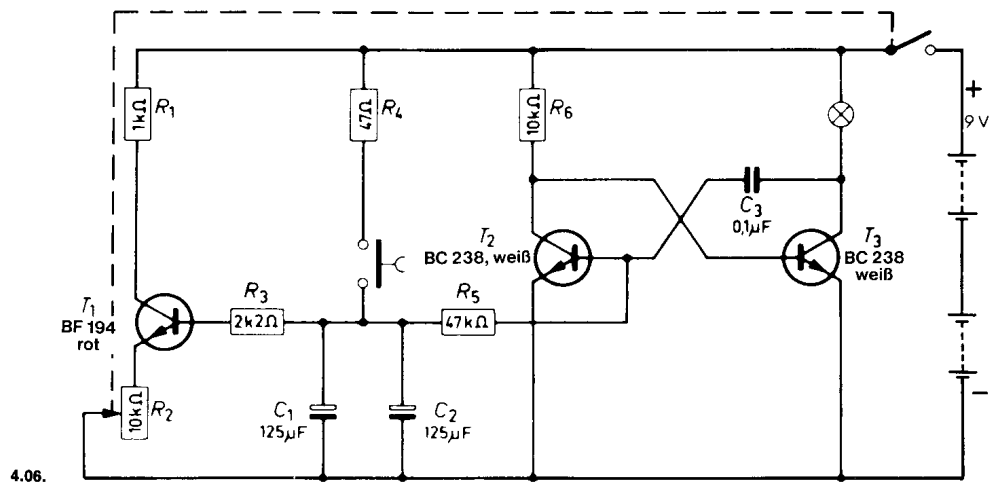 R1
1kΩ
R4
47Ω
R6
10kΩ
+
9 V
C3
0,1µF
T2
BC 238, weiß
T3
BC 238
weiß
T1
BF 194
rot
R3
2k2Ω
R5
47kΩ
R2
10kΩ
C1
125µF
C2
125µF
−
4.06.